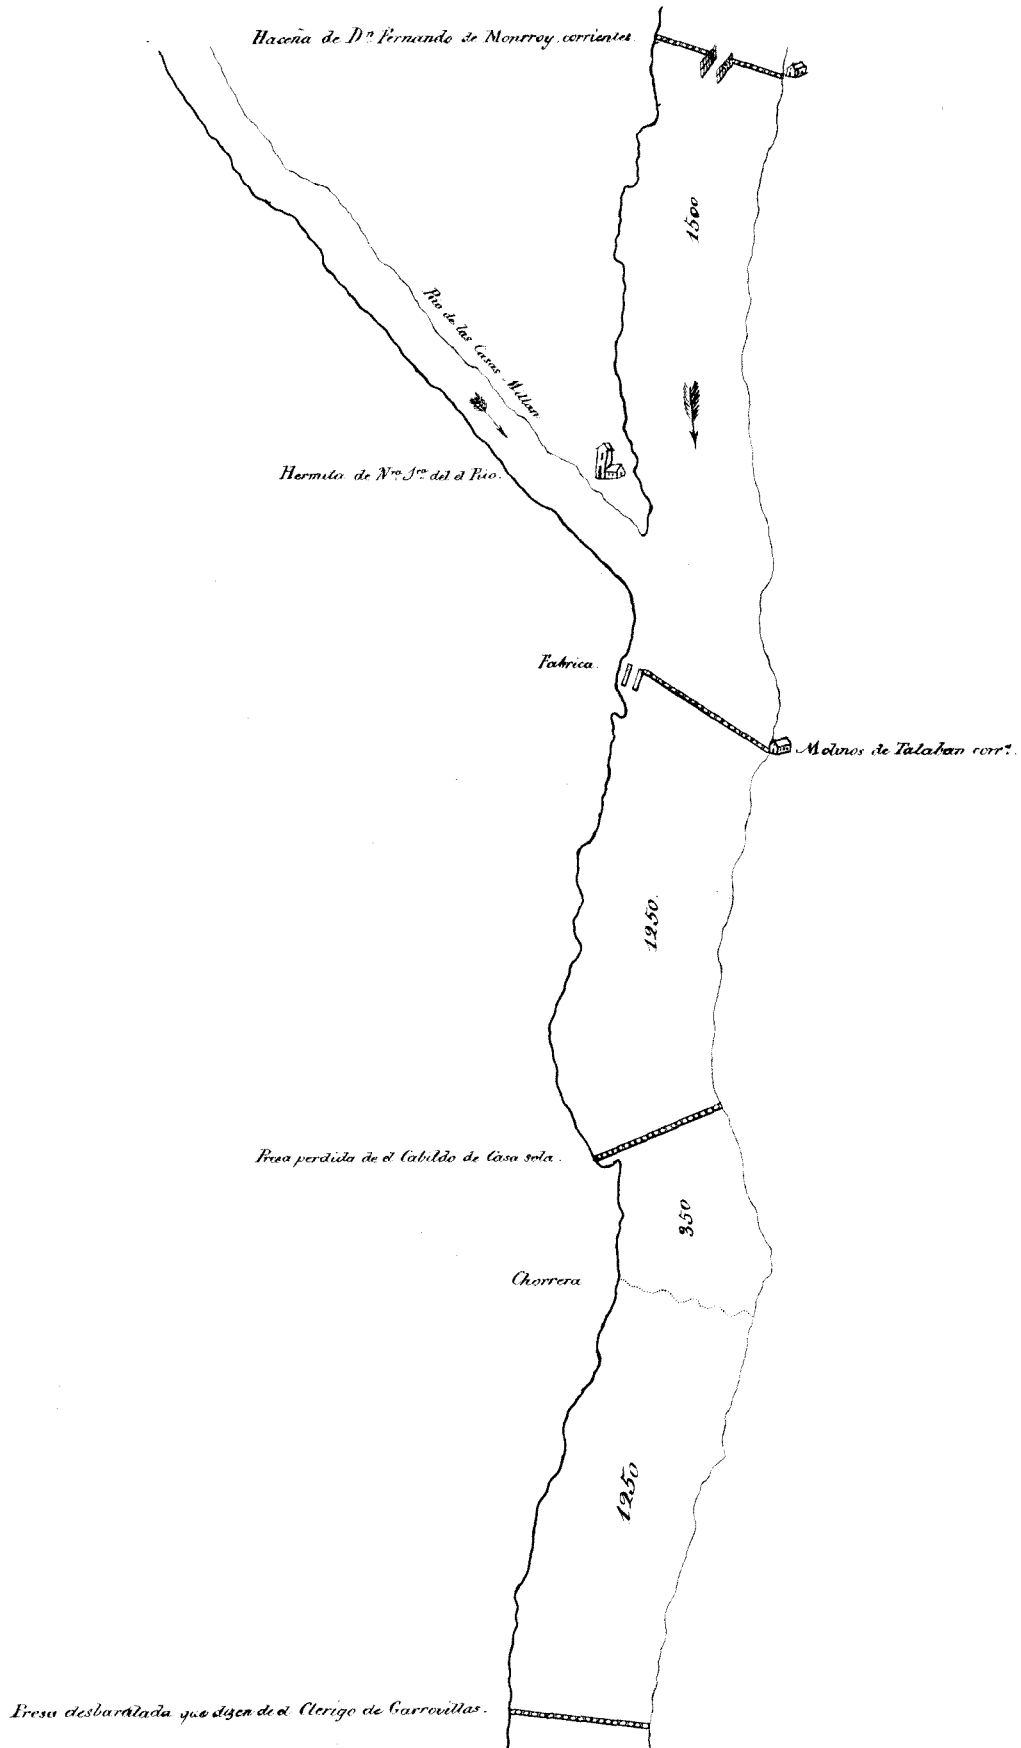 Haceña de Dⁿ Fernando de Monrroy, corrientes.
1500
Rio de las Casas Millan
Hermita de Nʳᵃ Sʳᵃ del el Rio.
Fabrica.
Molinos de Talaban corrˢ.
1250.
Presa perdida de el Cabildo de Casa sola.
350
Chorrera
1250
Presa desbaratada que dizen de el Clerigo de Garrovillas.